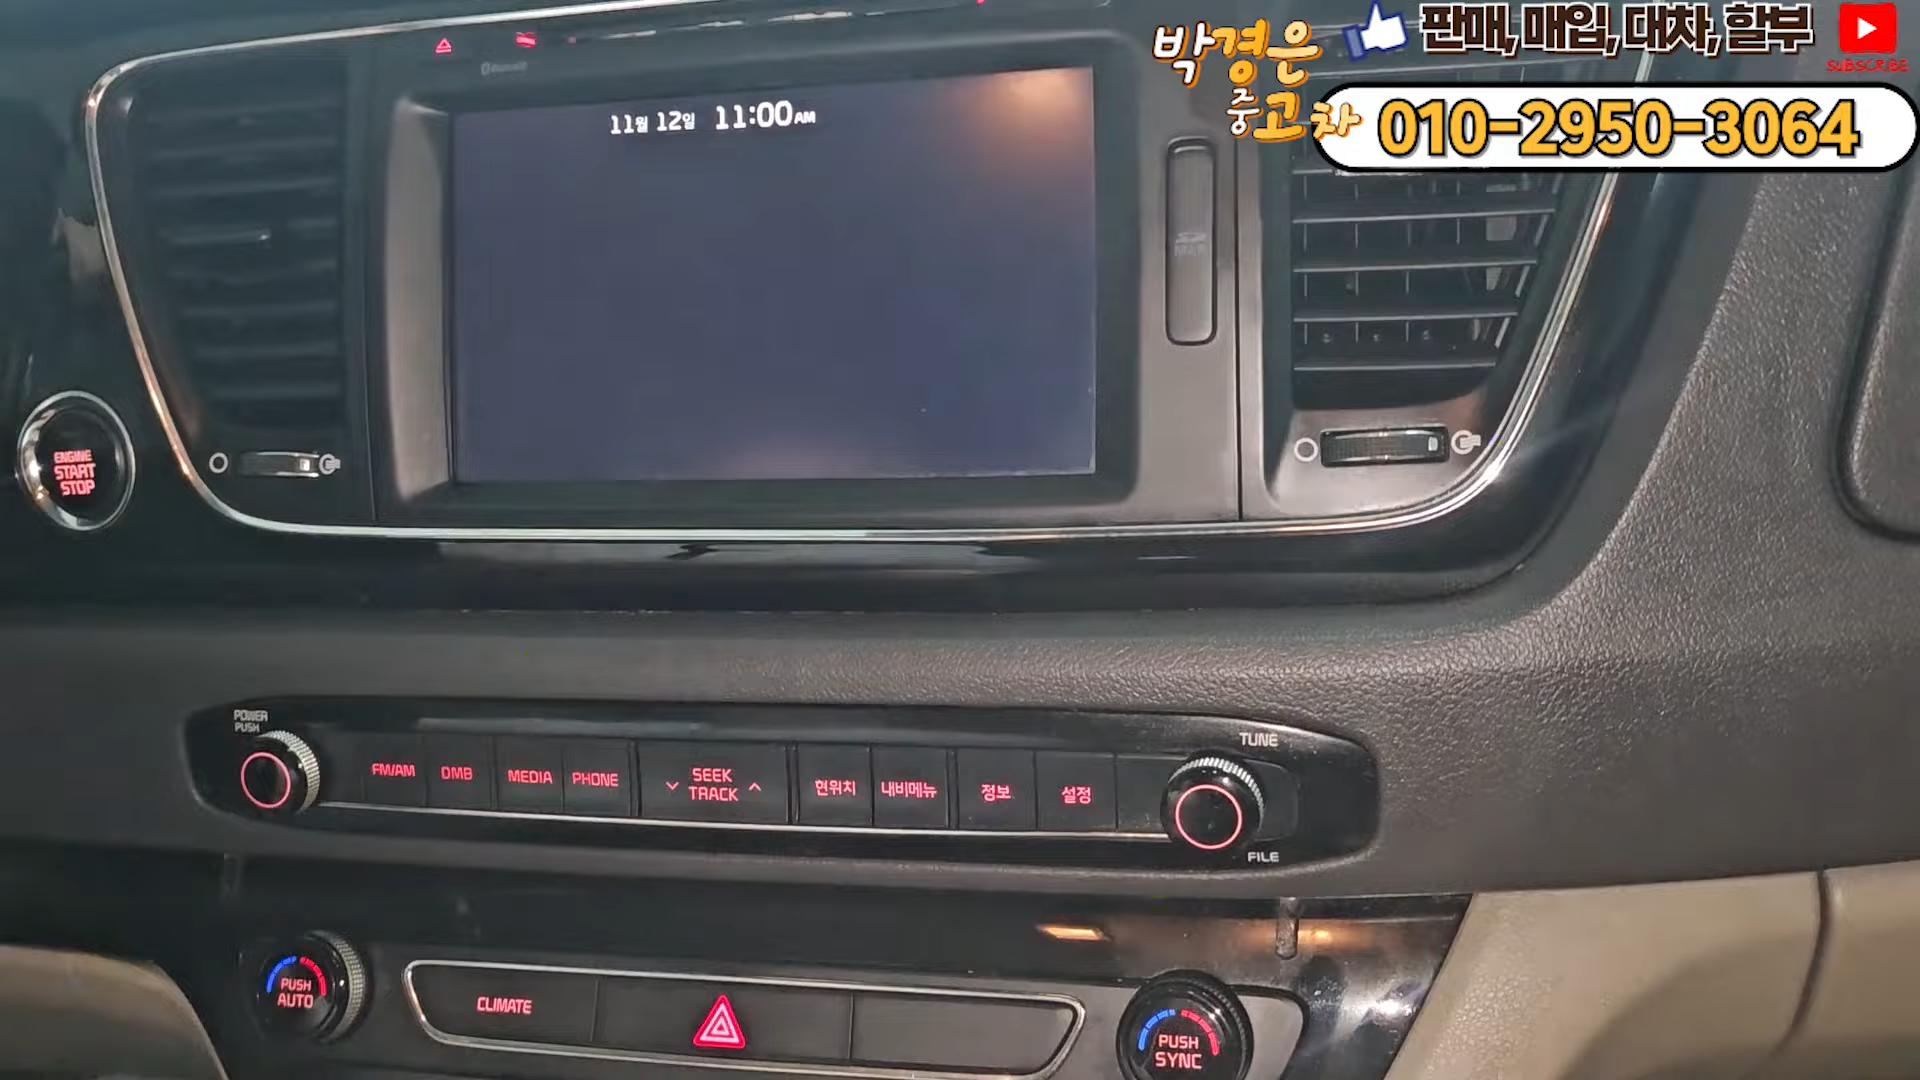 박경은
중고차
판매, 매입, 대차, 할부
SUBSCRIBE
010-2950-3064
11월 12일 11:00AM
MAP
ENGINE
START
STOP
POWER
PUSH
FM/AM
DMB
MEDIA
PHONE
SEEK
TRACK
현위치
내비메뉴
정보
설정
TUNE
FILE
PUSH
AUTO
CLIMATE
PUSH
SYNC